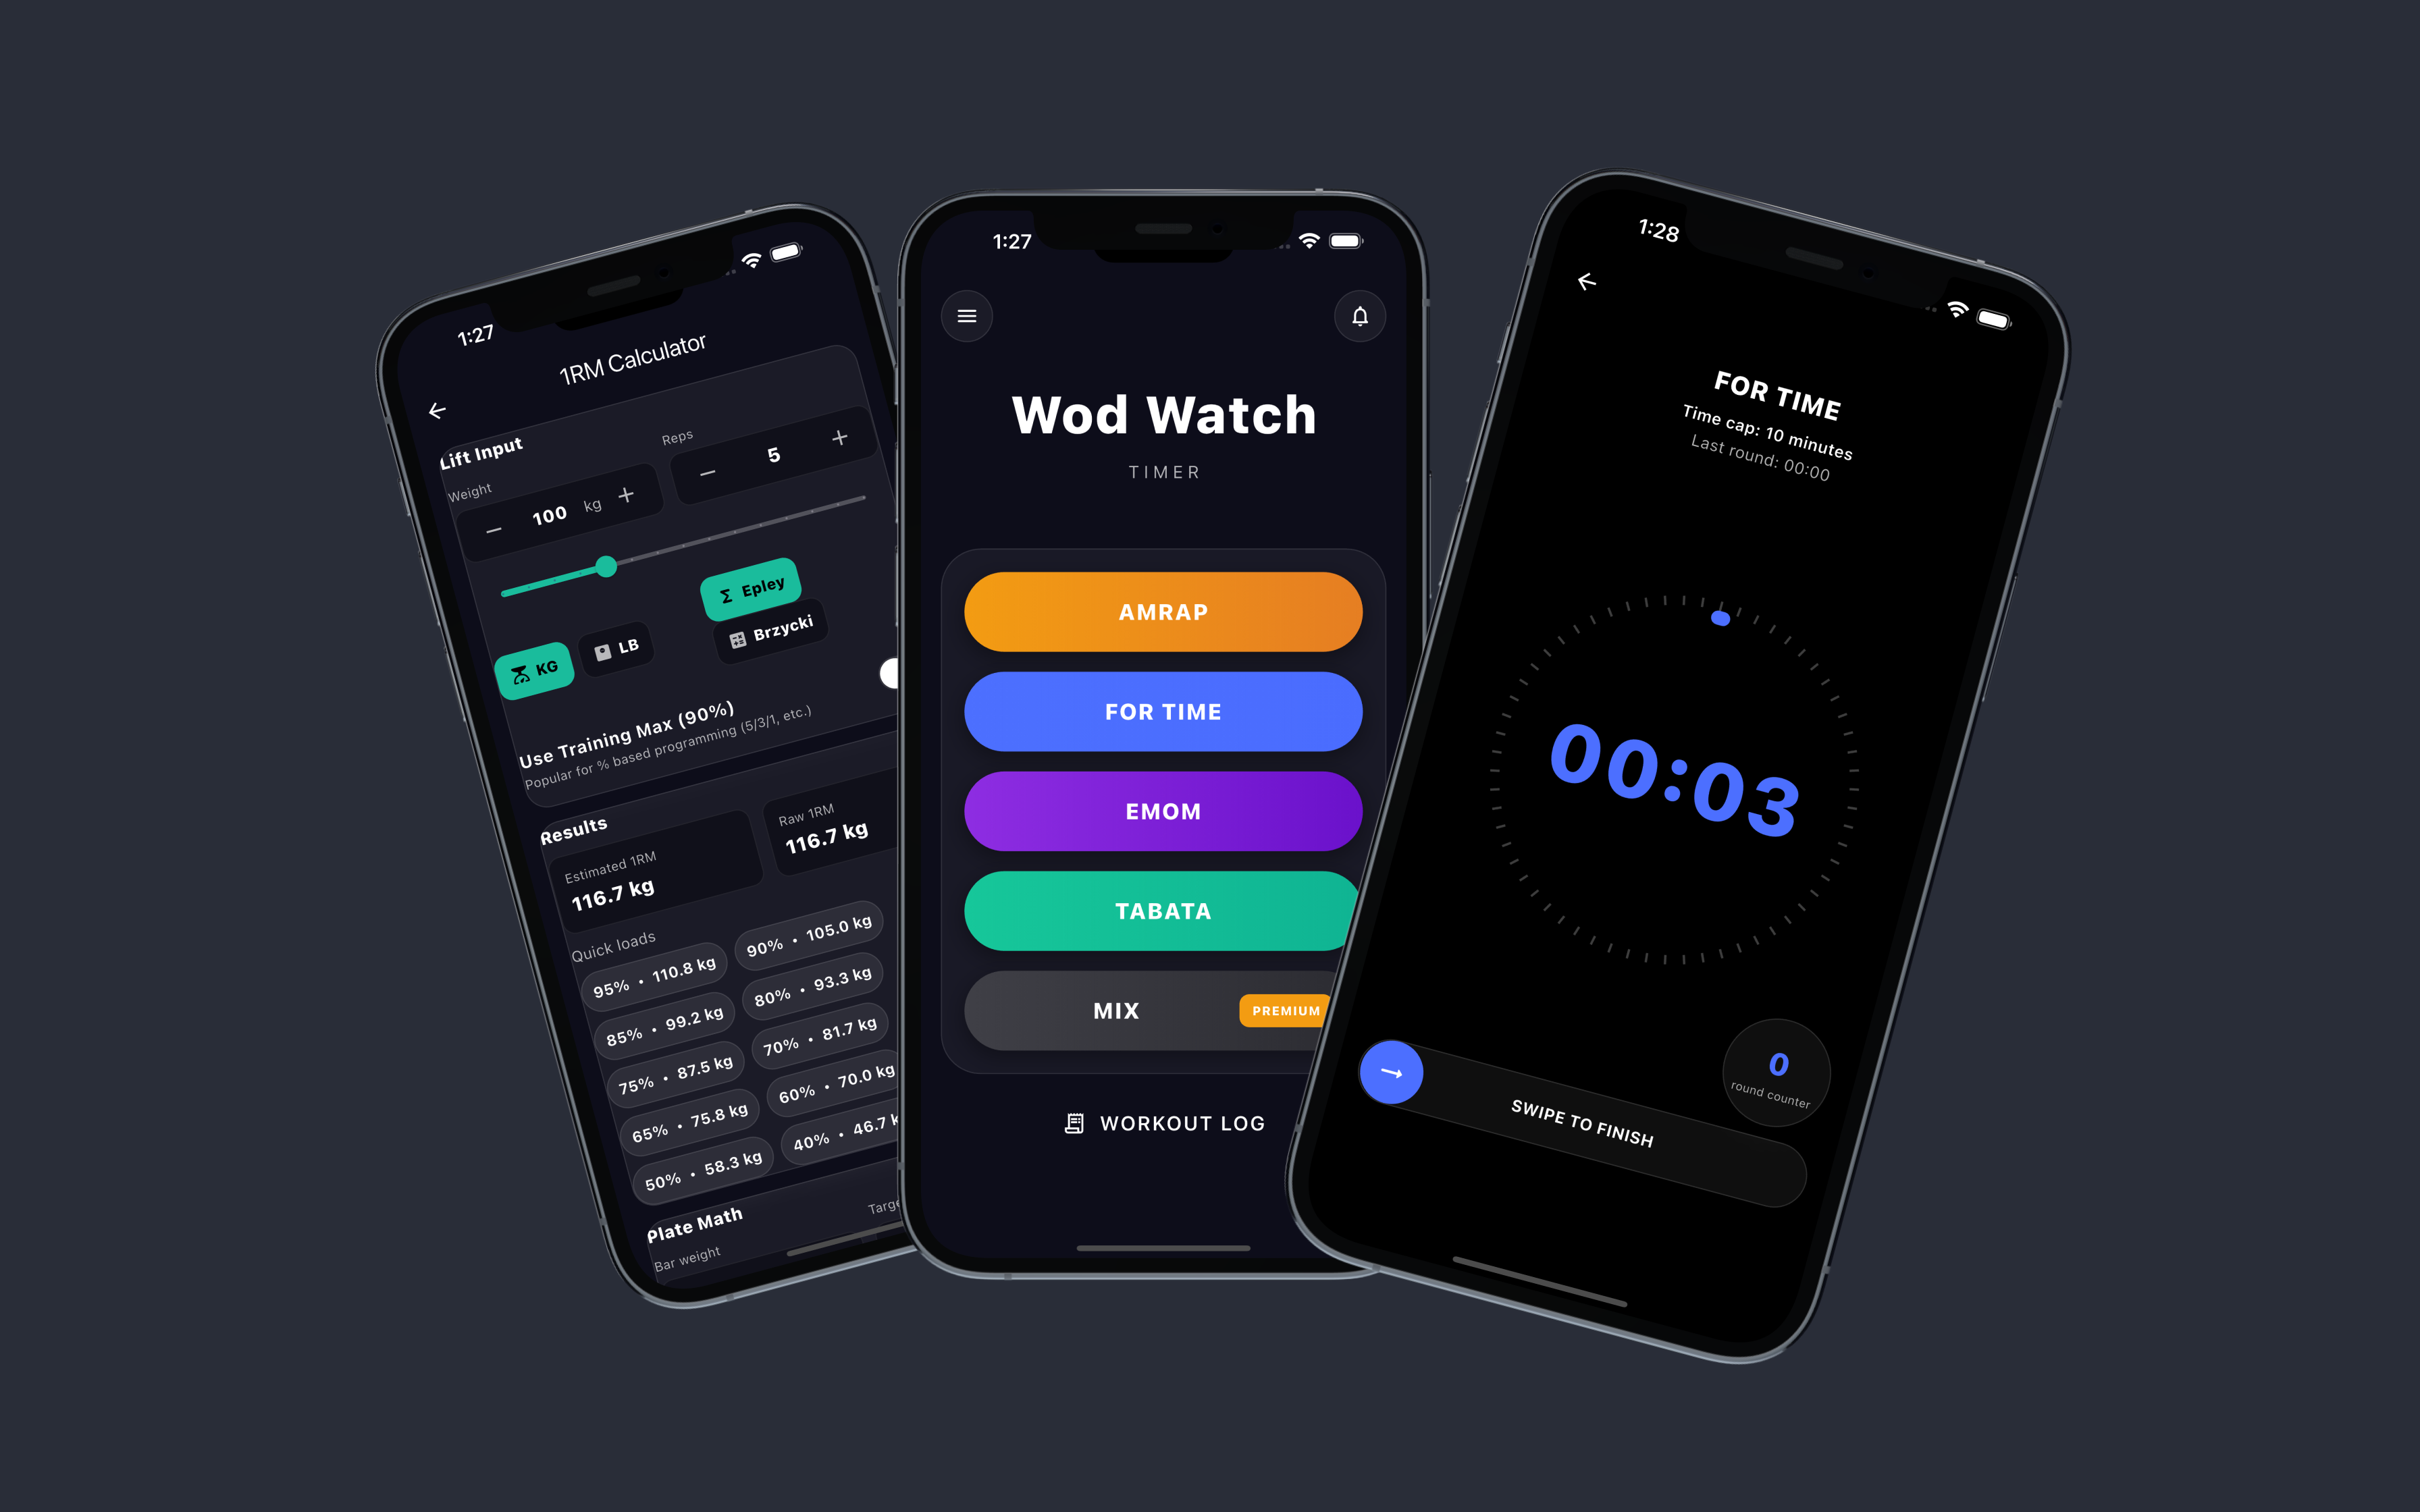 1:27
1RM Calculator
Lift Input
Weight
Reps
100 kg
5
KG
LB
Epley
Brzycki
Use Training Max (90%)
Popular for % based programming (5/3/1, etc.)
Results
Estimated 1RM
116.7 kg
Raw 1RM
116.7 kg
Quick loads
95% • 110.8 kg
90% • 105.0 kg
85% • 99.2 kg
80% • 93.3 kg
75% • 87.5 kg
70% • 81.7 kg
65% • 75.8 kg
60% • 70.0 kg
50% • 58.3 kg
40% • 46.7 k
Plate Math
Bar weight
Targe
1:27
Wod Watch
TIMER
AMRAP
FOR TIME
EMOM
TABATA
MIX
PREMIUM
WORKOUT LOG
1:28
FOR TIME
Time cap: 10 minutes
Last round: 00:00
00:03
0
round counter
SWIPE TO FINISH